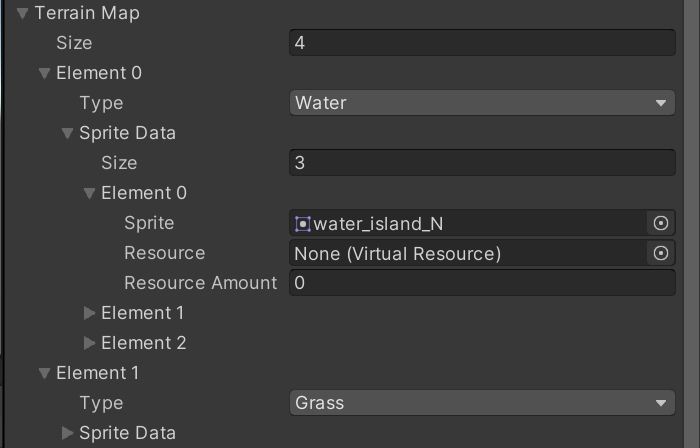 Terrain Map
Size 4
Element 0
Type Water
Sprite Data
Size 3
Element 0
Sprite water_island_N
Resource None (Virtual Resource)
Resource Amount 0
Element 1
Element 2
Element 1
Type Grass
Sprite Data